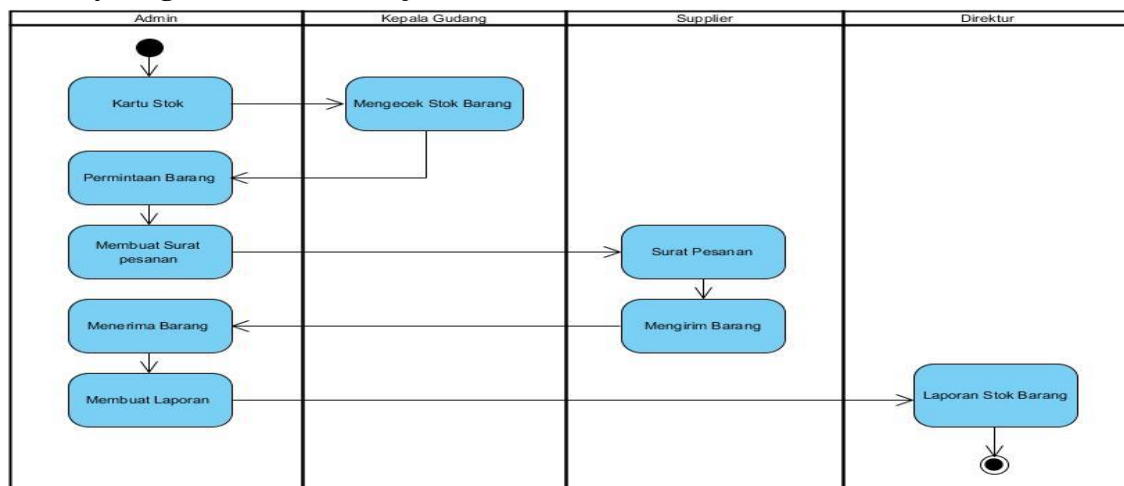 Admin
Kepala Gudang
Supplier
Direktur
Kartu Stok
Mengecek Stok Barang
Permintaan Barang
Membuat Surat
pesanan
Surat Pesanan
Menerima Barang
Mengirim Barang
Membuat Laporan
Laporan Stok Barang